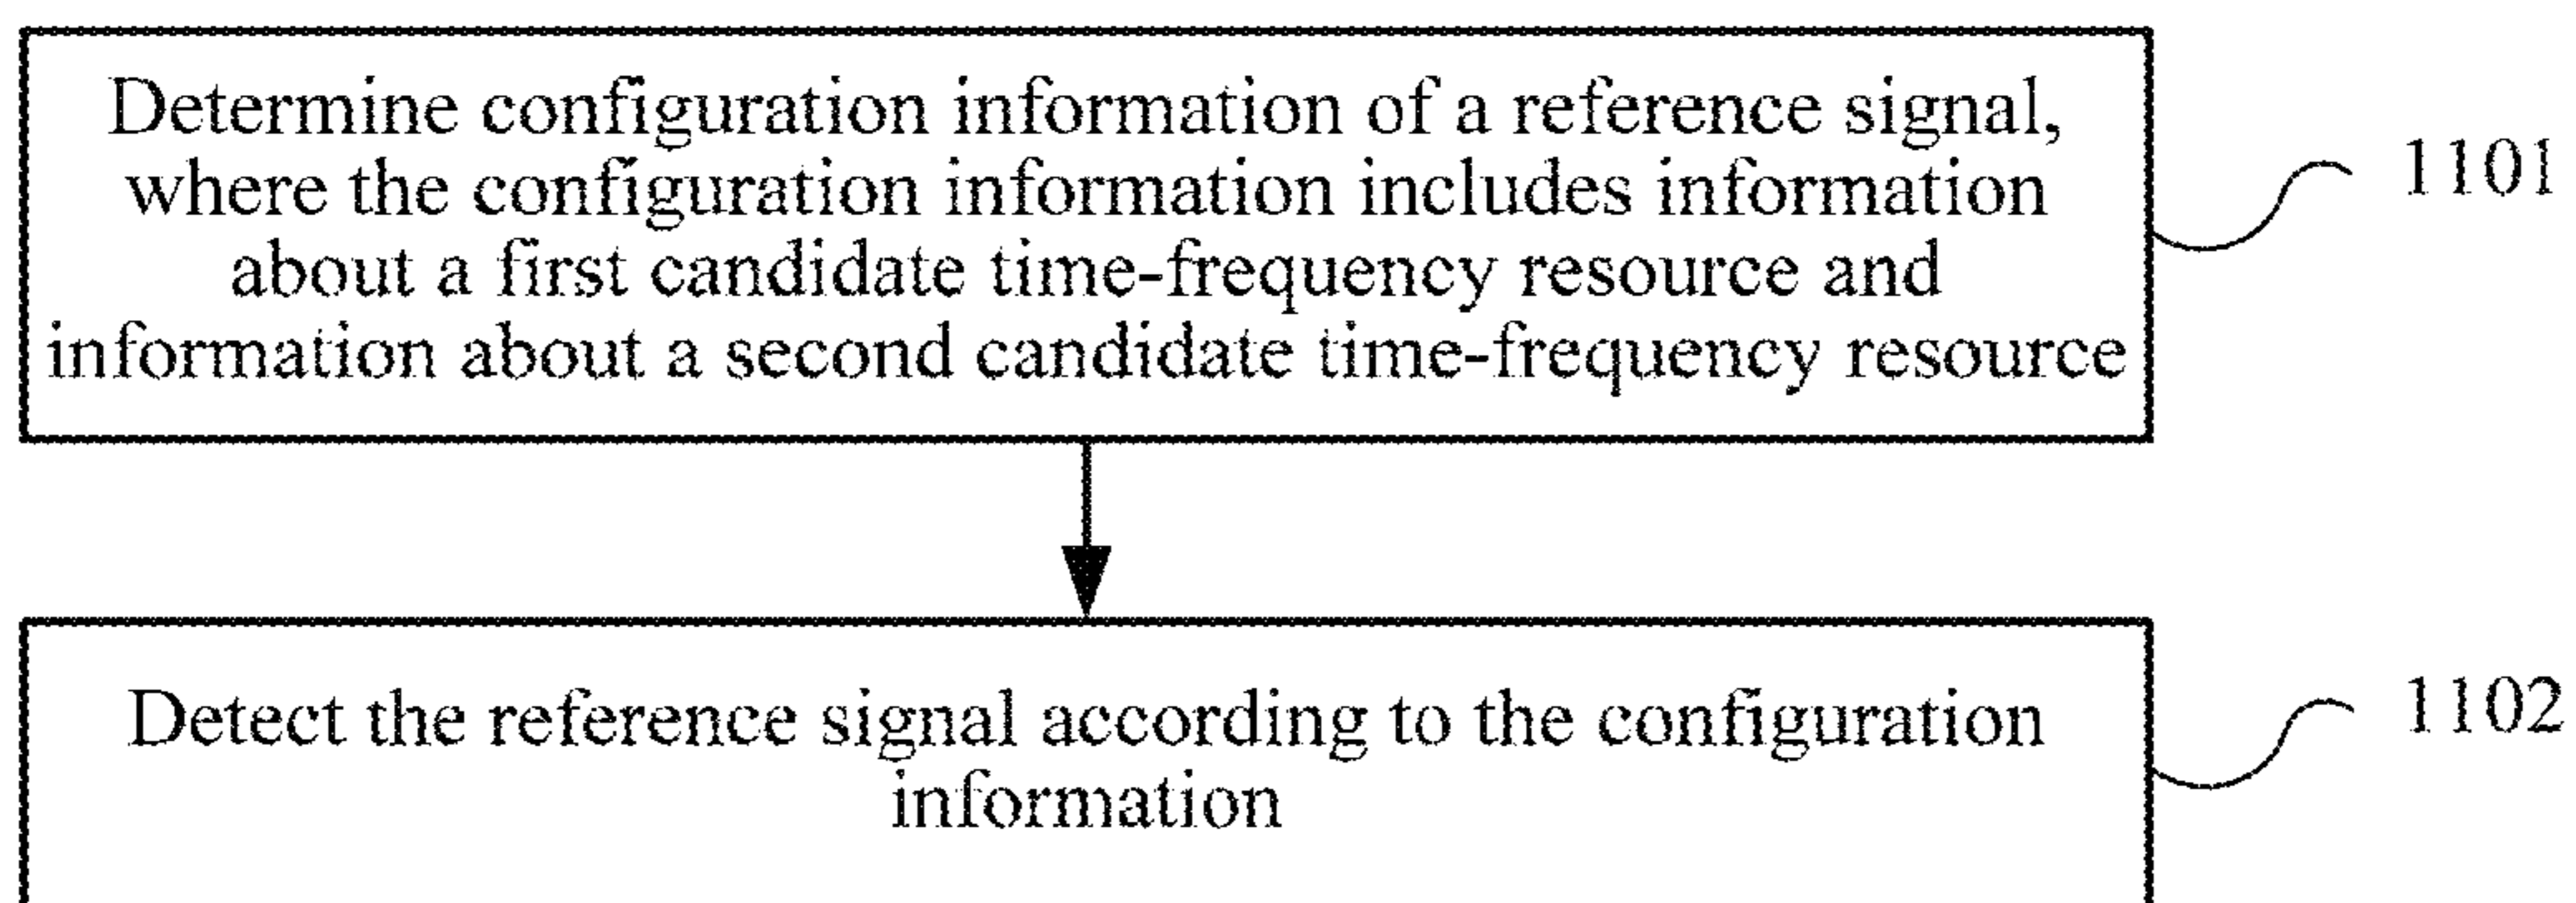 Determine configuration information of a reference signal,
where the configuration information includes information
about a first candidate time-frequency resource and
information about a second candidate time-frequency resource
1101
Detect the reference signal according to the configuration
information
1102